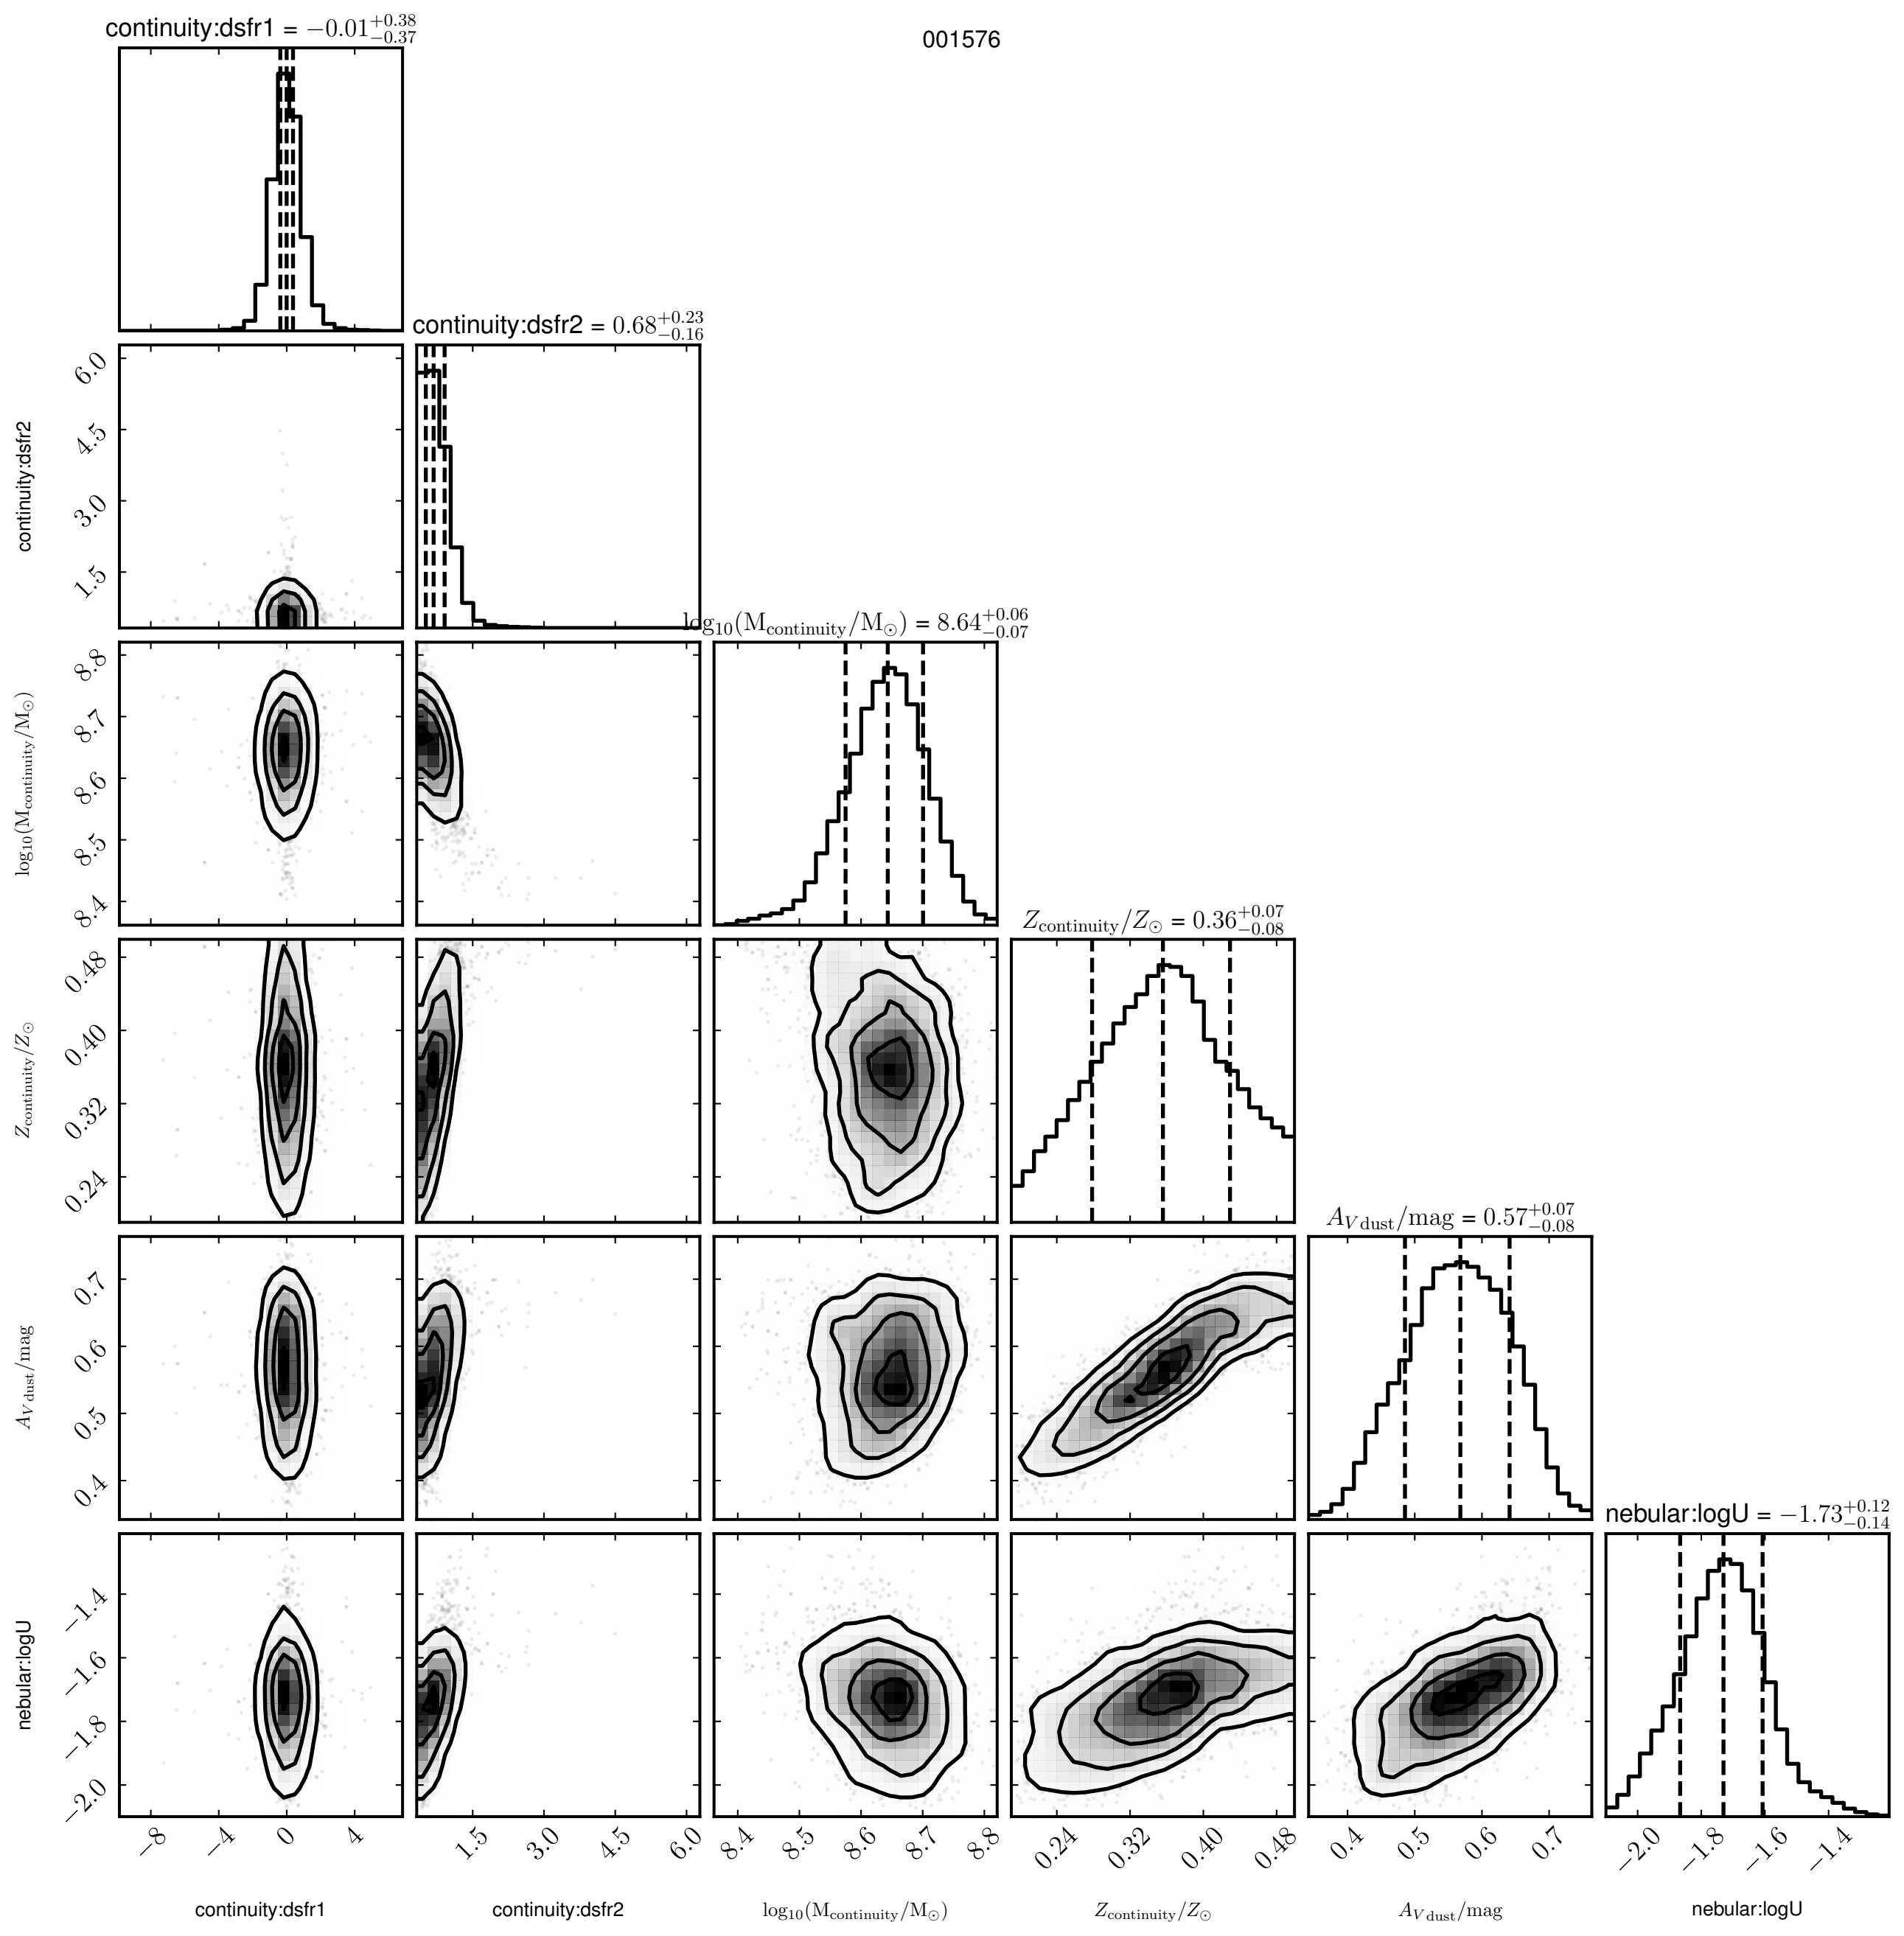 001576
continuity:dsfr1 = −0.01+0.38−0.37
continuity:dsfr2 = 0.68+0.23−0.16
log10(Mcontinuity/M⊙) = 8.64+0.06−0.07
Zcontinuity/Z⊙ = 0.36+0.07−0.08
AV dust/mag = 0.57+0.07−0.08
nebular:logU = −1.73+0.12−0.14
continuity:dsfr2
6.0
4.5
3.0
1.5
log10(Mcontinuity/M⊙)
8.8
8.7
8.6
8.5
8.4
Zcontinuity/Z⊙
0.48
0.40
0.32
0.24
AV dust/mag
0.7
0.6
0.5
0.4
nebular:logU
−1.4
−1.6
−1.8
−2.0
−8 −4 0 4
1.5 3.0 4.5 6.0
8.4 8.5 8.6 8.7 8.8
0.24 0.32 0.40 0.48
0.4 0.5 0.6 0.7
−2.0 −1.8 −1.6 −1.4
continuity:dsfr1
continuity:dsfr2
log10(Mcontinuity/M⊙)
Zcontinuity/Z⊙
AV dust/mag
nebular:logU